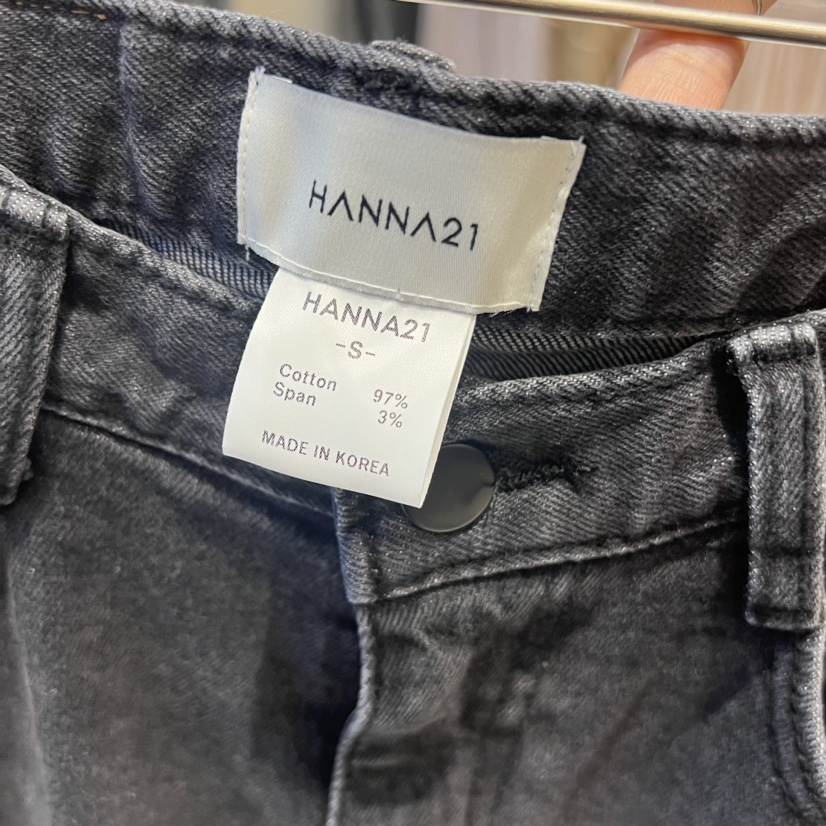 HANNA21
HANNA21
-S-
Cotton 97%
Span 3%
MADE IN KOREA